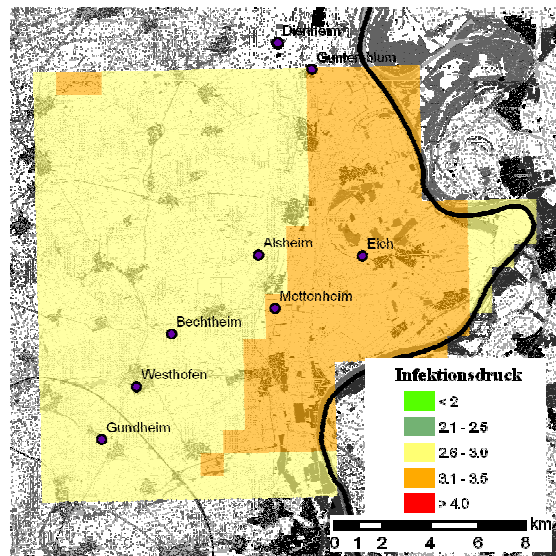 Dienheim
Guntersblum
Alsheim
Eich
Mettenheim
Bechtheim
Westhofen
Gundheim
Infektionsdruck
< 2
2.1 - 2.5
2.6 - 3.0
3.1 - 3.5
> 4.0
km
0 1 2 4 6 8